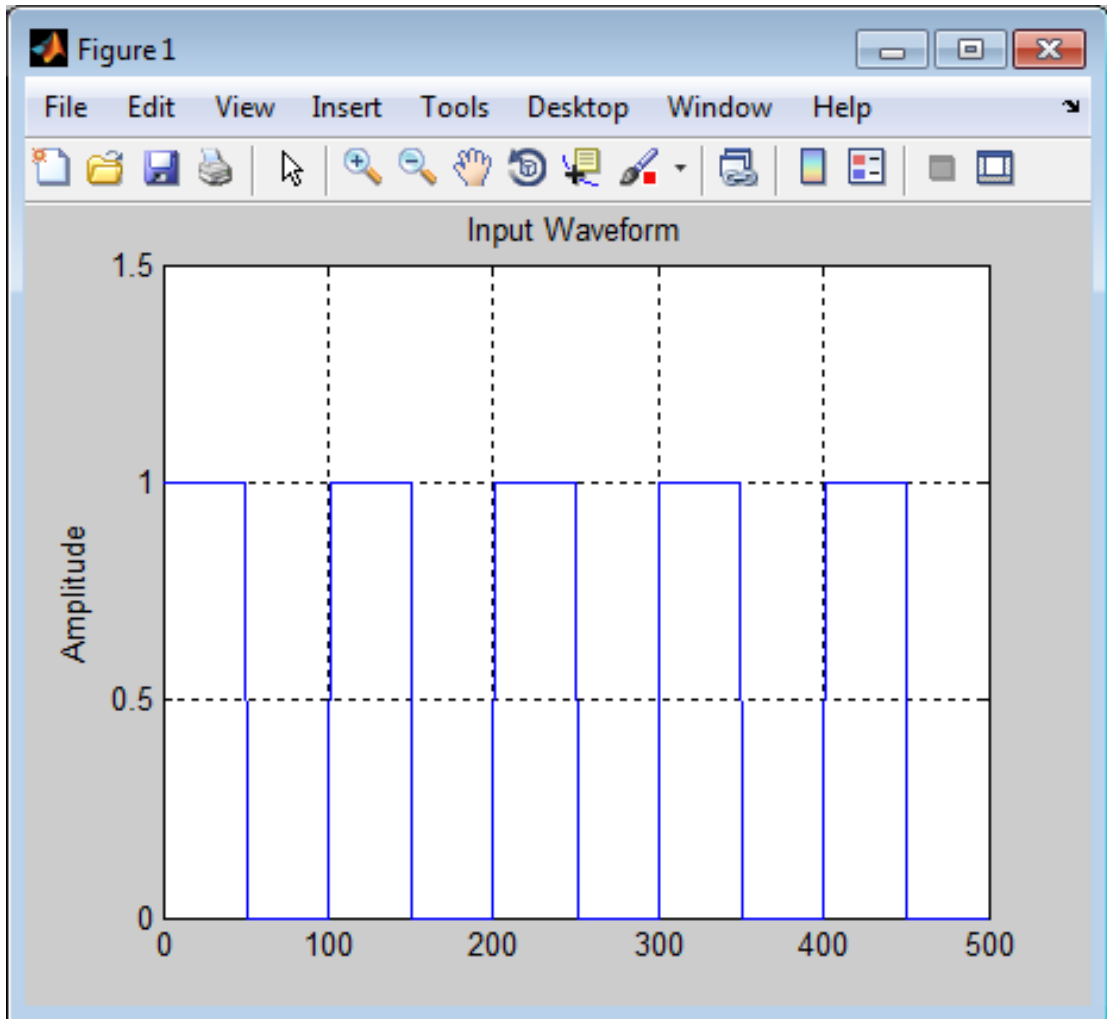 Figure 1
File Edit View Insert Tools Desktop Window Help
Input Waveform
1.5
1
0.5
0
Amplitude
0 100 200 300 400 500